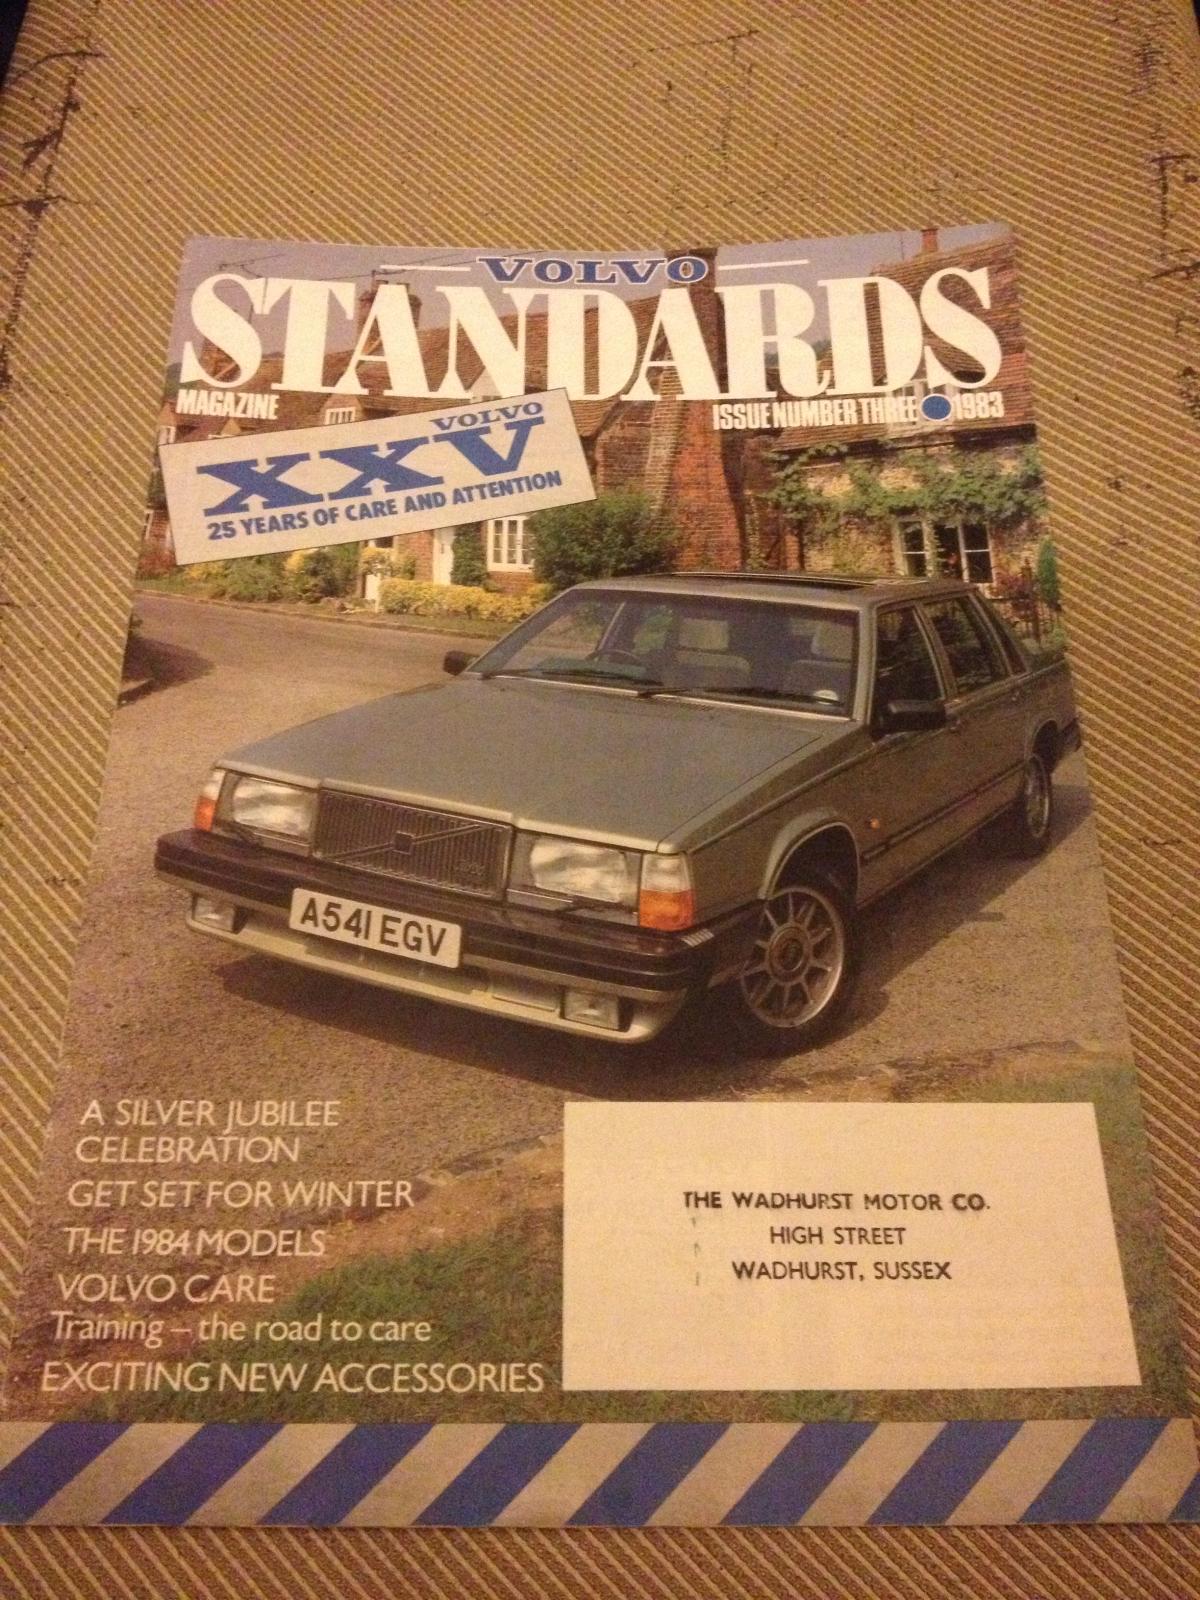 VOLVO
STANDARDS
MAGAZINE
ISSUE NUMBER THREE ● 1983
VOLVO
XXV
25 YEARS OF CARE AND ATTENTION
A541 EGV
A SILVER JUBILEE
CELEBRATION
GET SET FOR WINTER
THE 1984 MODELS
VOLVO CARE
Training – the road to care
EXCITING NEW ACCESSORIES
THE WADHURST MOTOR CO.
HIGH STREET
WADHURST, SUSSEX